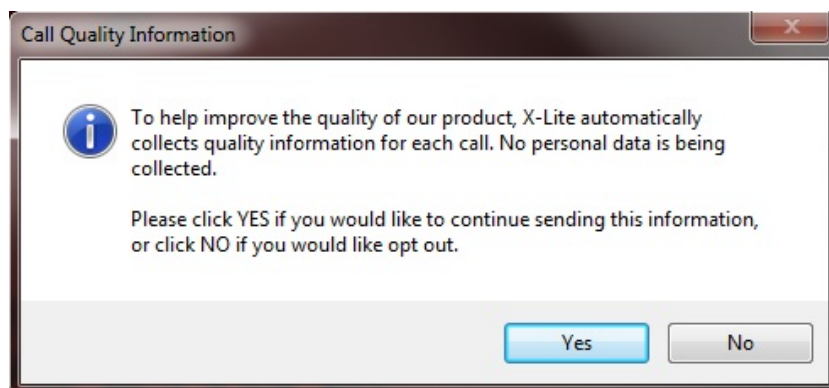 Call Quality Information
To help improve the quality of our product, X-Lite automatically
collects quality information for each call. No personal data is being
collected.
Please click YES if you would like to continue sending this information,
or click NO if you would like opt out.
Yes
No